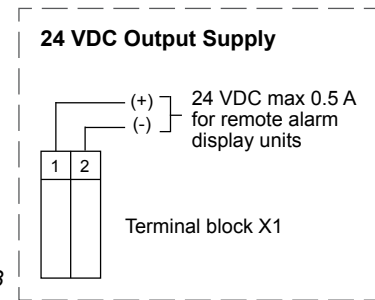 24 VDC Output Supply
(+)
(-)
24 VDC max 0.5 A
for remote alarm
display units
1 2
Terminal block X1